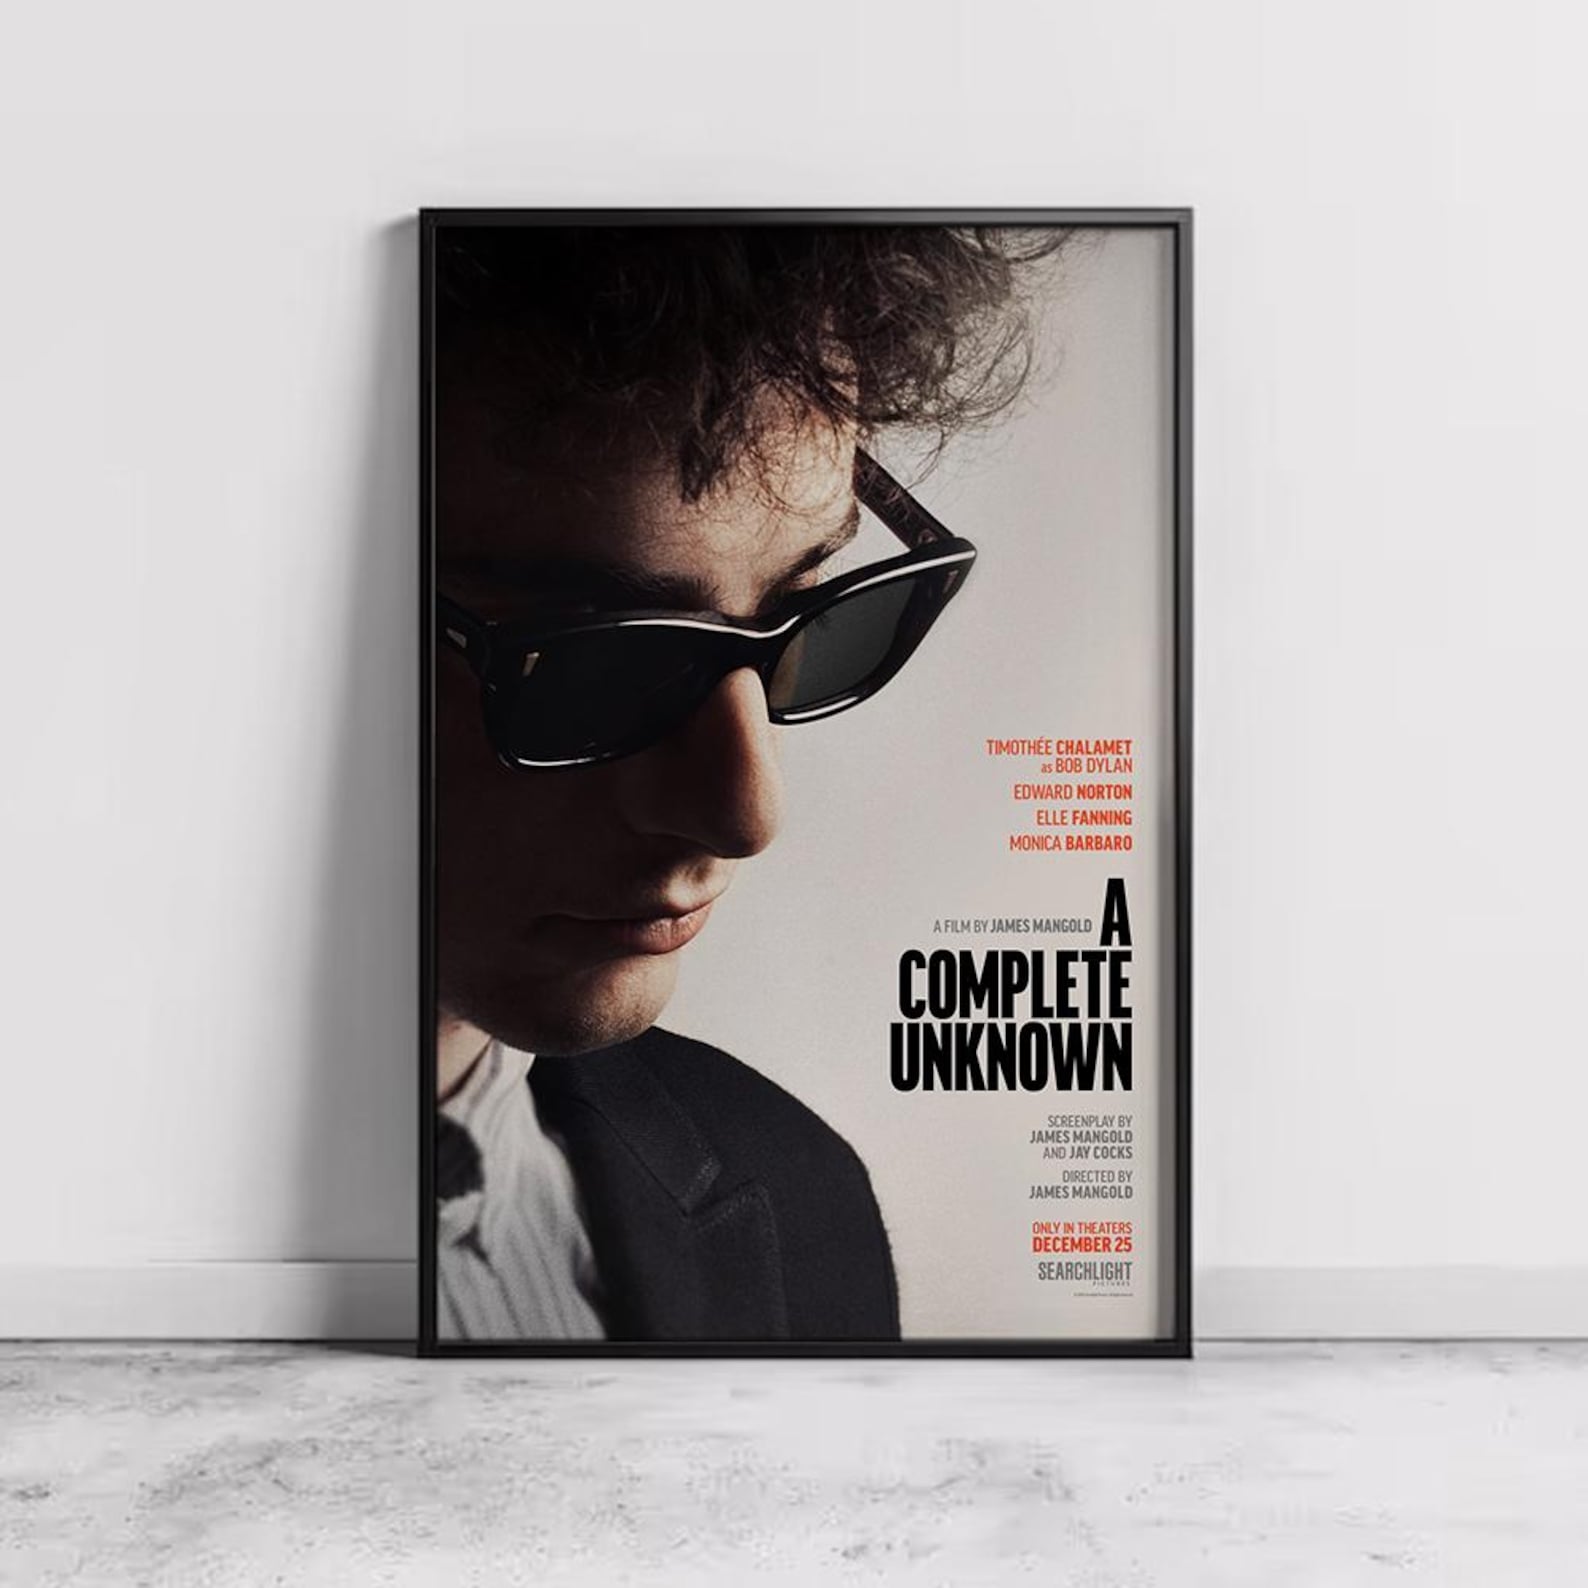 TIMOTHÉE CHALAMET
as BOB DYLAN
EDWARD NORTON
ELLE FANNING
MONICA BARBARO
A FILM BY JAMES MANGOLD A
COMPLETE
UNKNOWN
SCREENPLAY BY
JAMES MANGOLD
AND JAY COCKS
DIRECTED BY
JAMES MANGOLD
ONLY IN THEATERS
DECEMBER 25
SEARCHLIGHT
PICTURES